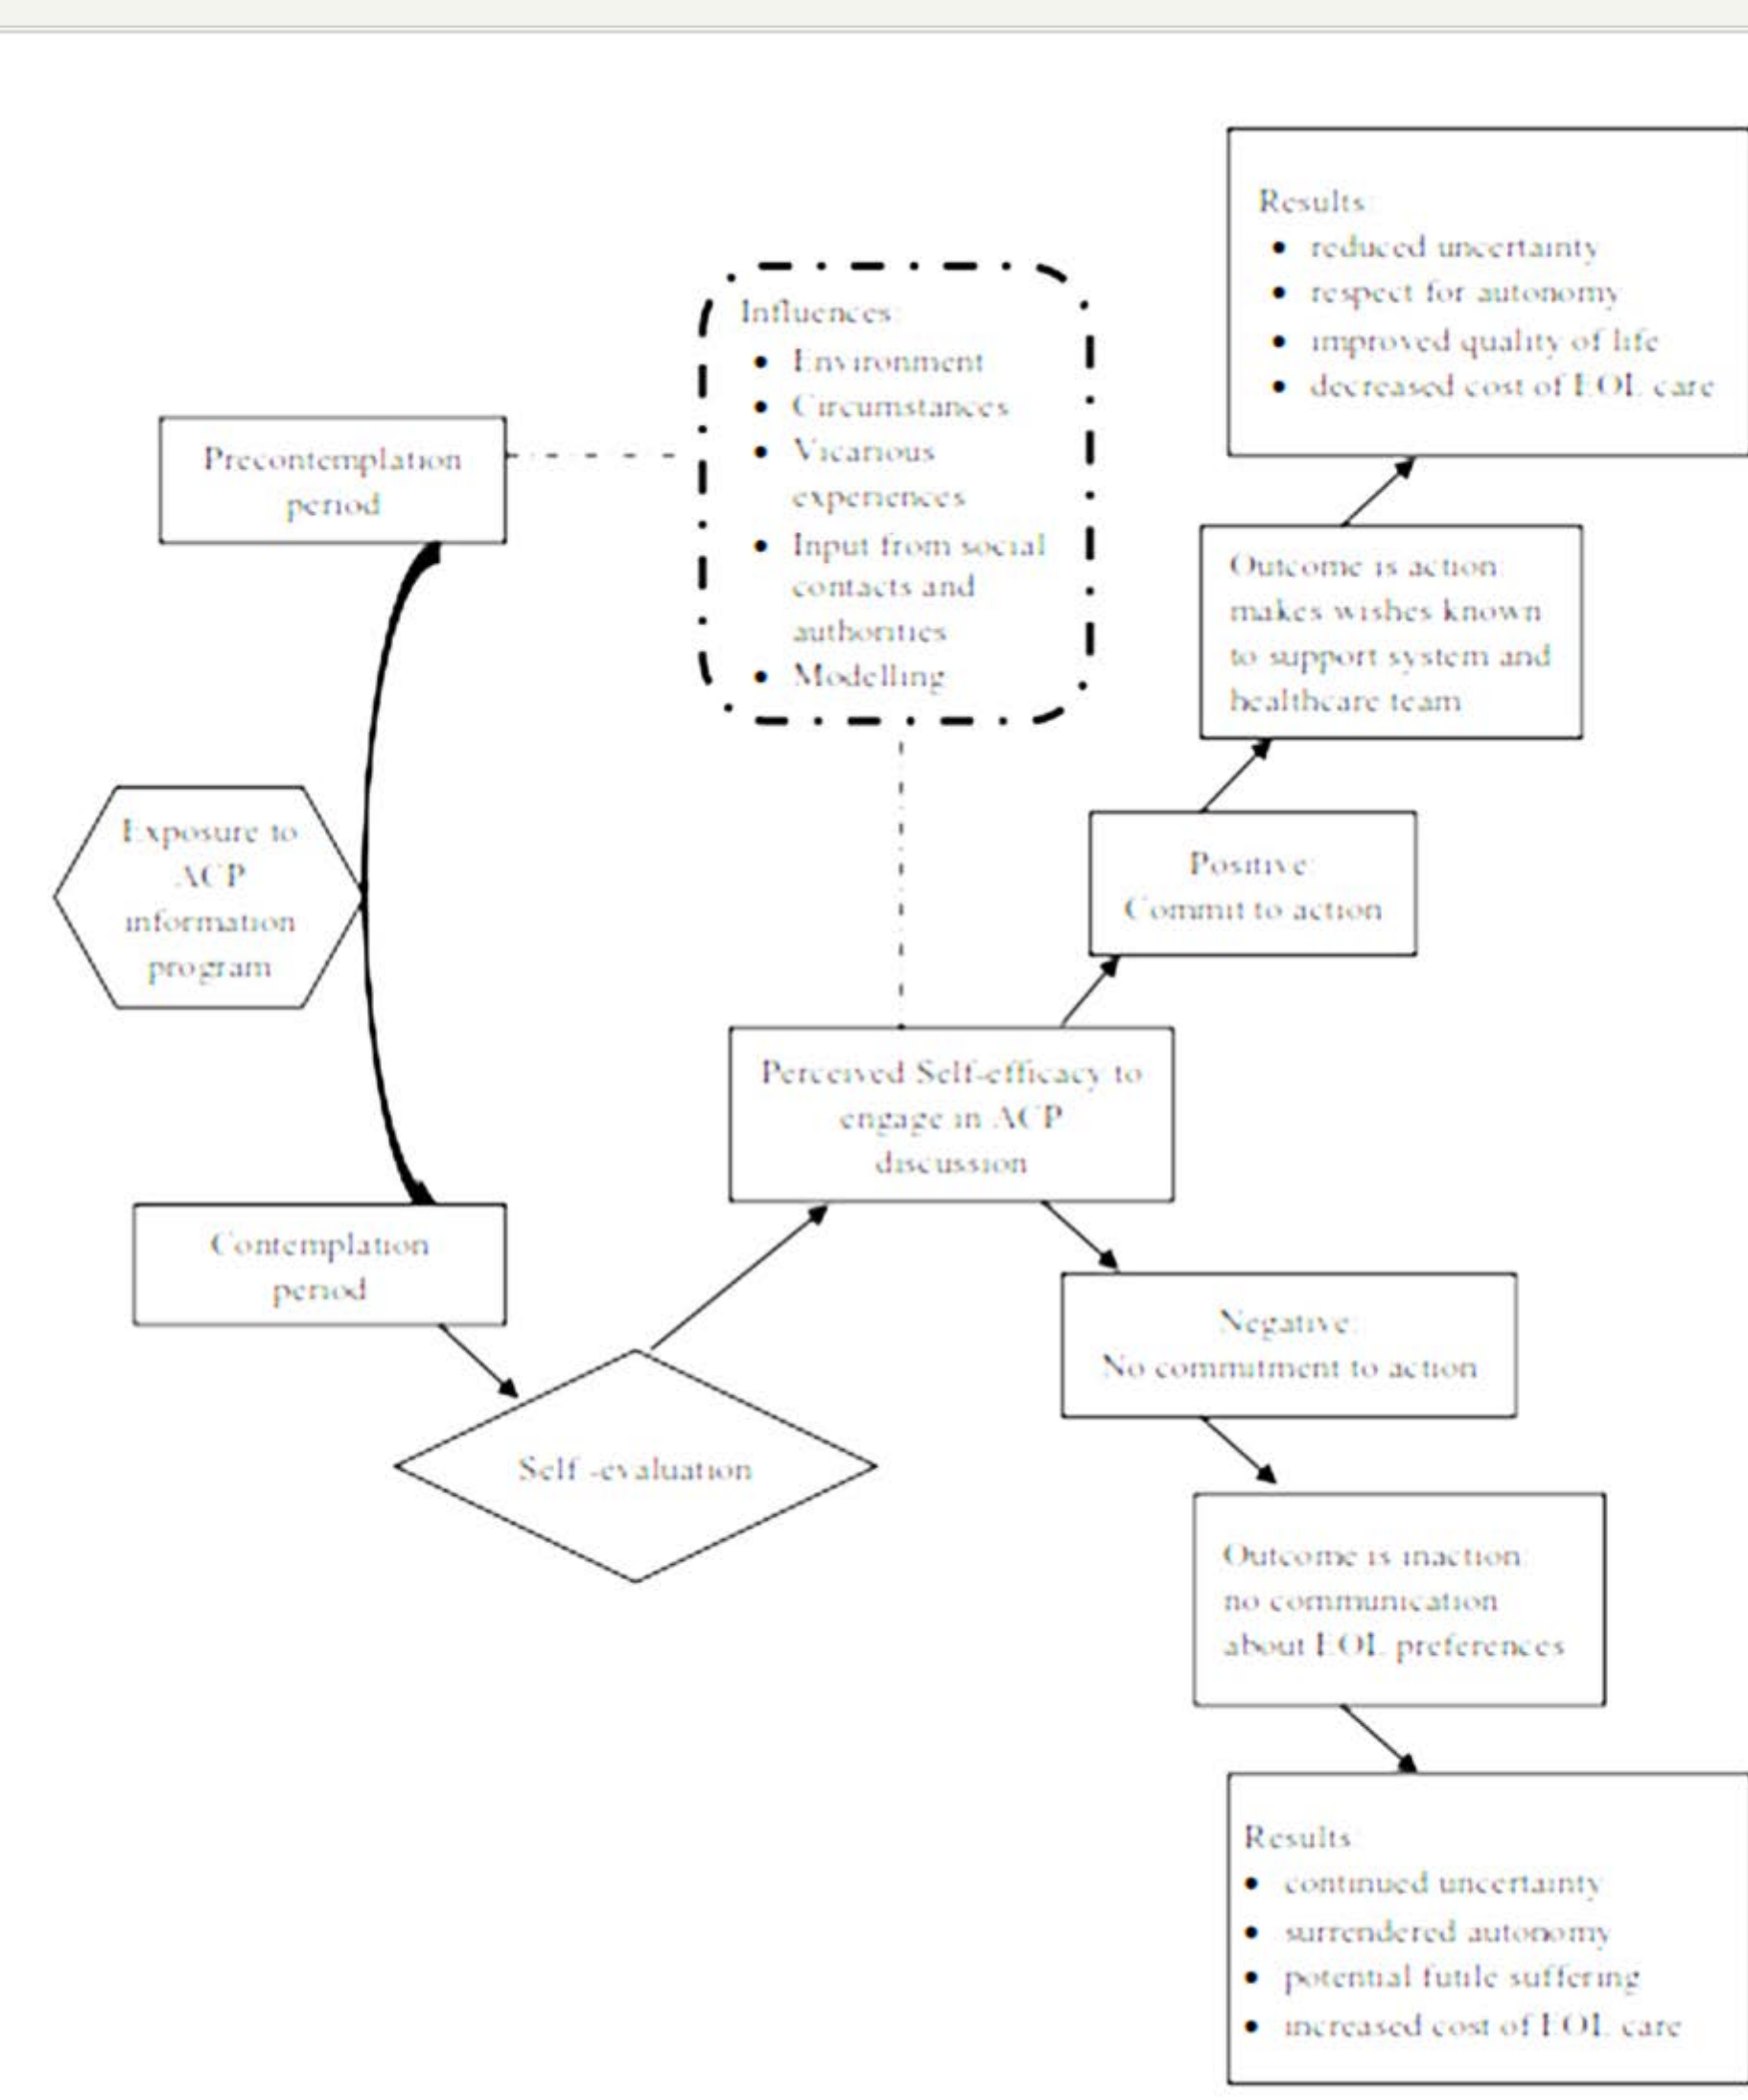 Precontemplation
period
Influences:
Environment
Circumstances
Vicarious
experiences
Input from social
contacts and
authorities
Modelling
Exposure to
ACP
information
program
Contemplation
period
Self -evaluation
Perceived Self-efficacy to
engage in ACP
discussion
Positive:
Commit to action
Outcome is action:
makes wishes known
to support system and
healthcare team
Results:
reduced uncertainty
respect for autonomy
improved quality of life
decreased cost of EOL care
Negative:
No commitment to action
Outcome is inaction:
no communication
about EOL preferences
Results:
continued uncertainty
surrendered autonomy
potential futile suffering
increased cost of EOL care